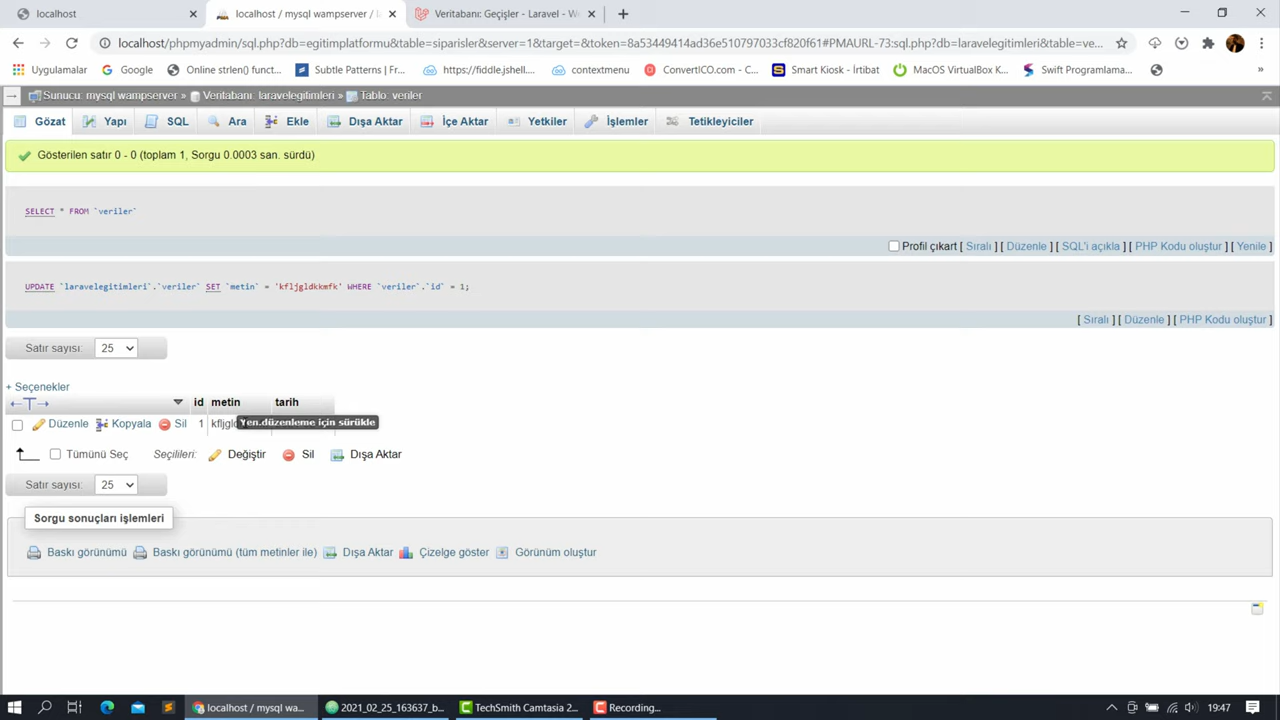 localhost
localhost / mysql wampserver / l
Veritabanı: Geçişler - Laravel - We
localhost/phpmyadmin/sql.php?db=egitimplatformu&table=siparisler&server=1&target=&token=8a53449414ad36e510797033cf820f61#PMAURL-73:sql.php?db=laravelegitimleri&table=ve...
Uygulamalar
Google
Online strlen() funct...
Subtle Patterns | Fr...
https://fiddle.jshell...
contextmenu
ConvertICO.com - C...
Smart Kiosk - İrtibat
MacOS VirtualBox K...
Swift Programlama...
»
Sunucu: mysql wampserver » Veritabanı: laravelegitimleri » Tablo: veriler
Gözat
Yapı
SQL
Ara
Ekle
Dışa Aktar
İçe Aktar
Yetkiler
İşlemler
Tetikleyiciler
Gösterilen satır 0 - 0 (toplam 1, Sorgu 0.0003 san. sürdü)
SELECT * FROM `veriler`
Profil çıkart [ Sıralı ] [ Düzenle ] [ SQL'i açıkla ] [ PHP Kodu oluştur ] [ Yenile ]
UPDATE `laravelegitimleri`.`veriler` SET `metin` = 'kfljgldkkmfk' WHERE `veriler`.`id` = 1;
[ Sıralı ] [ Düzenle ] [ PHP Kodu oluştur ]
Satır sayısı: 25
+ Seçenekler
id metin tarih
Düzenle Kopyala Sil 1 kfljgld
Yen.düzenleme için sürükle
Tümünü Seç Seçilileri: Değiştir Sil Dışa Aktar
Satır sayısı: 25
Sorgu sonuçları işlemleri
Baskı görünümü Baskı görünümü (tüm metinler ile) Dışa Aktar Çizelge göster Görünüm oluştur
localhost / mysql wa...
2021_02_25_163637_b...
TechSmith Camtasia 2...
Recording...
19:47